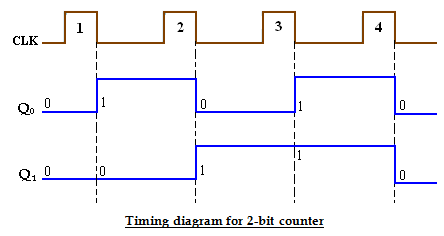 1 2 3 4
CLK
Q₀ 0 1 0 1 0
Q₁ 0 0 1 1 0
Timing diagram for 2-bit counter